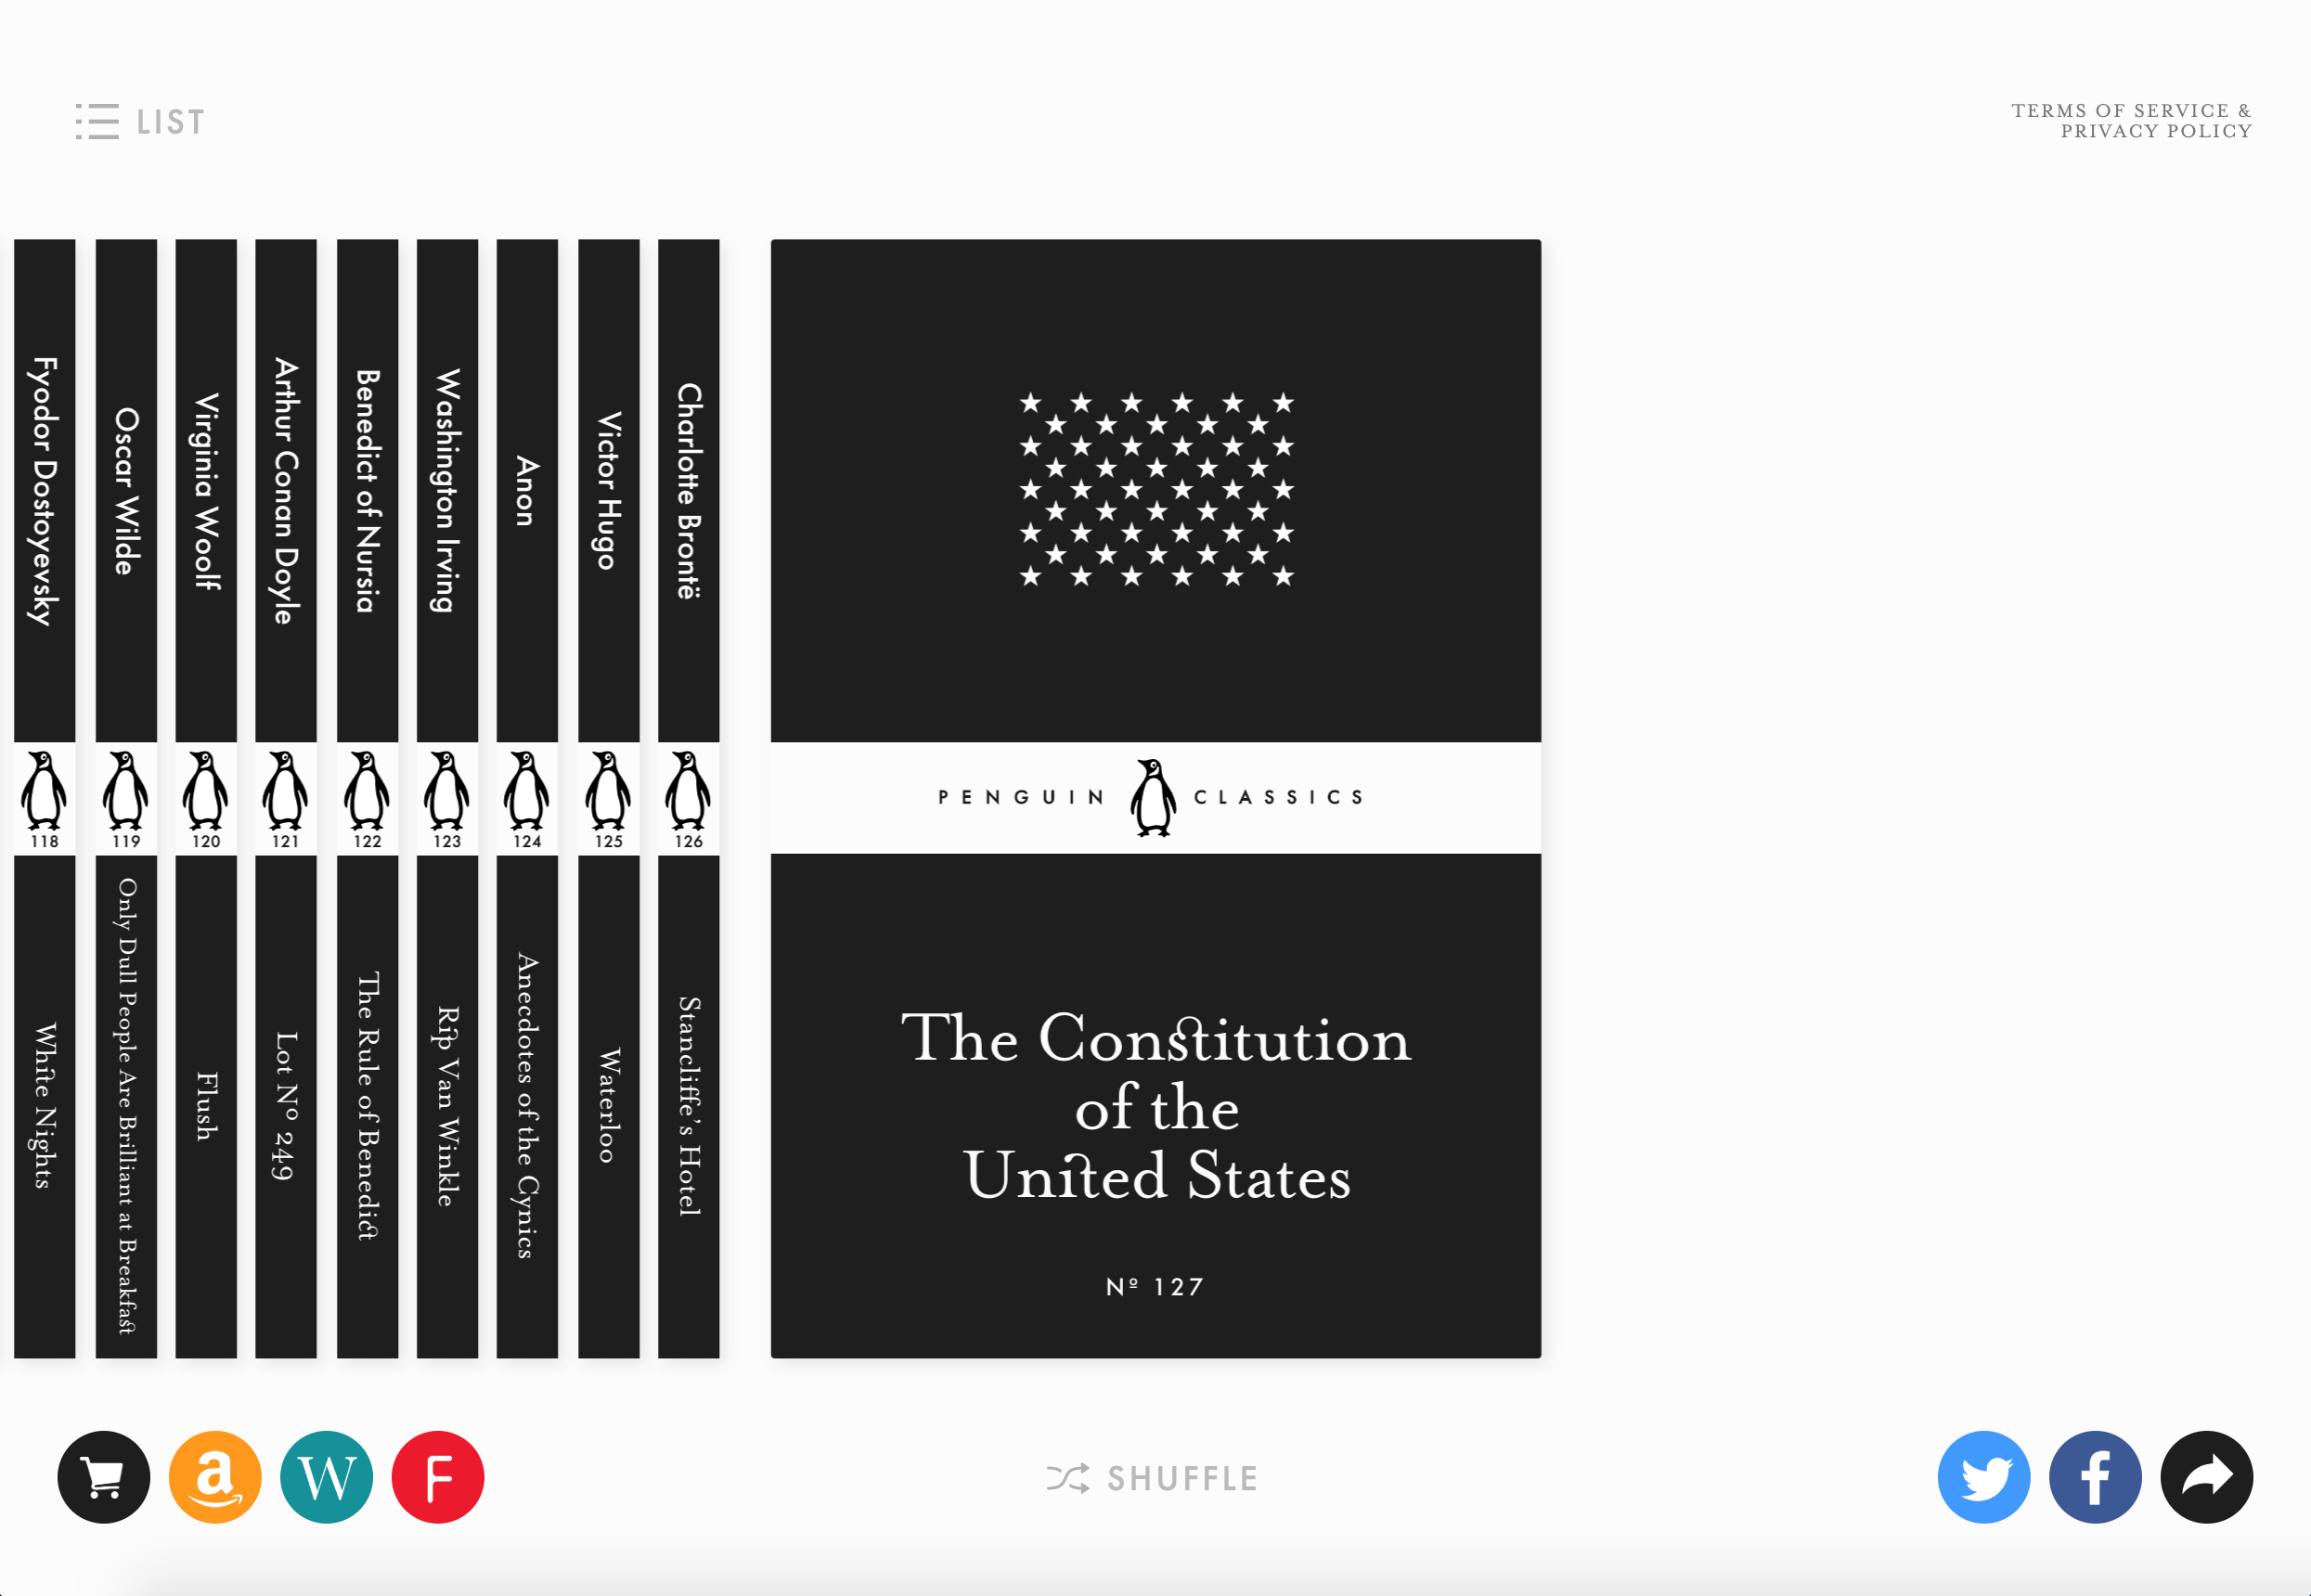 LIST
TERMS OF SERVICE &
PRIVACY POLICY
Fyodor Dostoyevsky
118
White Nights
Oscar Wilde
119
Only Dull People Are Brilliant at Breakfast
Virginia Woolf
120
Flush
Arthur Conan Doyle
121
Lot Nº 249
Benedict of Nursia
122
The Rule of Benedict
Washington Irving
123
Rip Van Winkle
Anon
124
Anecdotes of the Cynics
Victor Hugo
125
Waterloo
Charlotte Brontë
126
Stancliffe's Hotel
PENGUIN CLASSICS
The Constitution
of the
United States
Nº 127
a
W
F
SHUFFLE
f